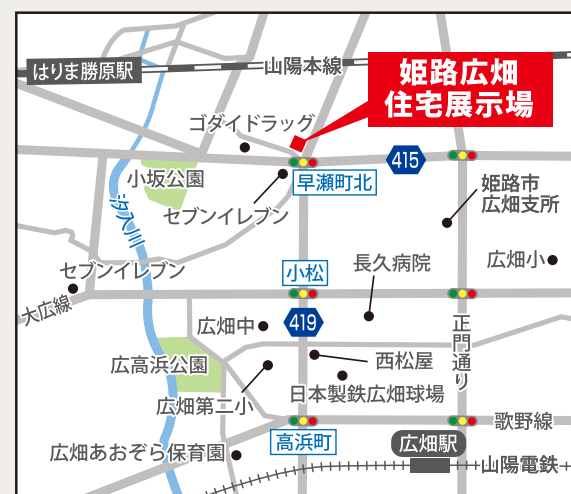 はりま勝原駅
山陽本線
姫路広畑
住宅展示場
ゴダイドラッグ
415
小坂公園
早瀬町北
姫路市
広畑支所
セブンイレブン
汐入川
広畑小
セブンイレブン
小松
長久病院
大広線
広畑中
419
正門通り
広高浜公園
西松屋
日本製鉄広畑球場
広畑第二小
歌野線
高浜町
広畑駅
広畑あおぞら保育園
山陽電鉄